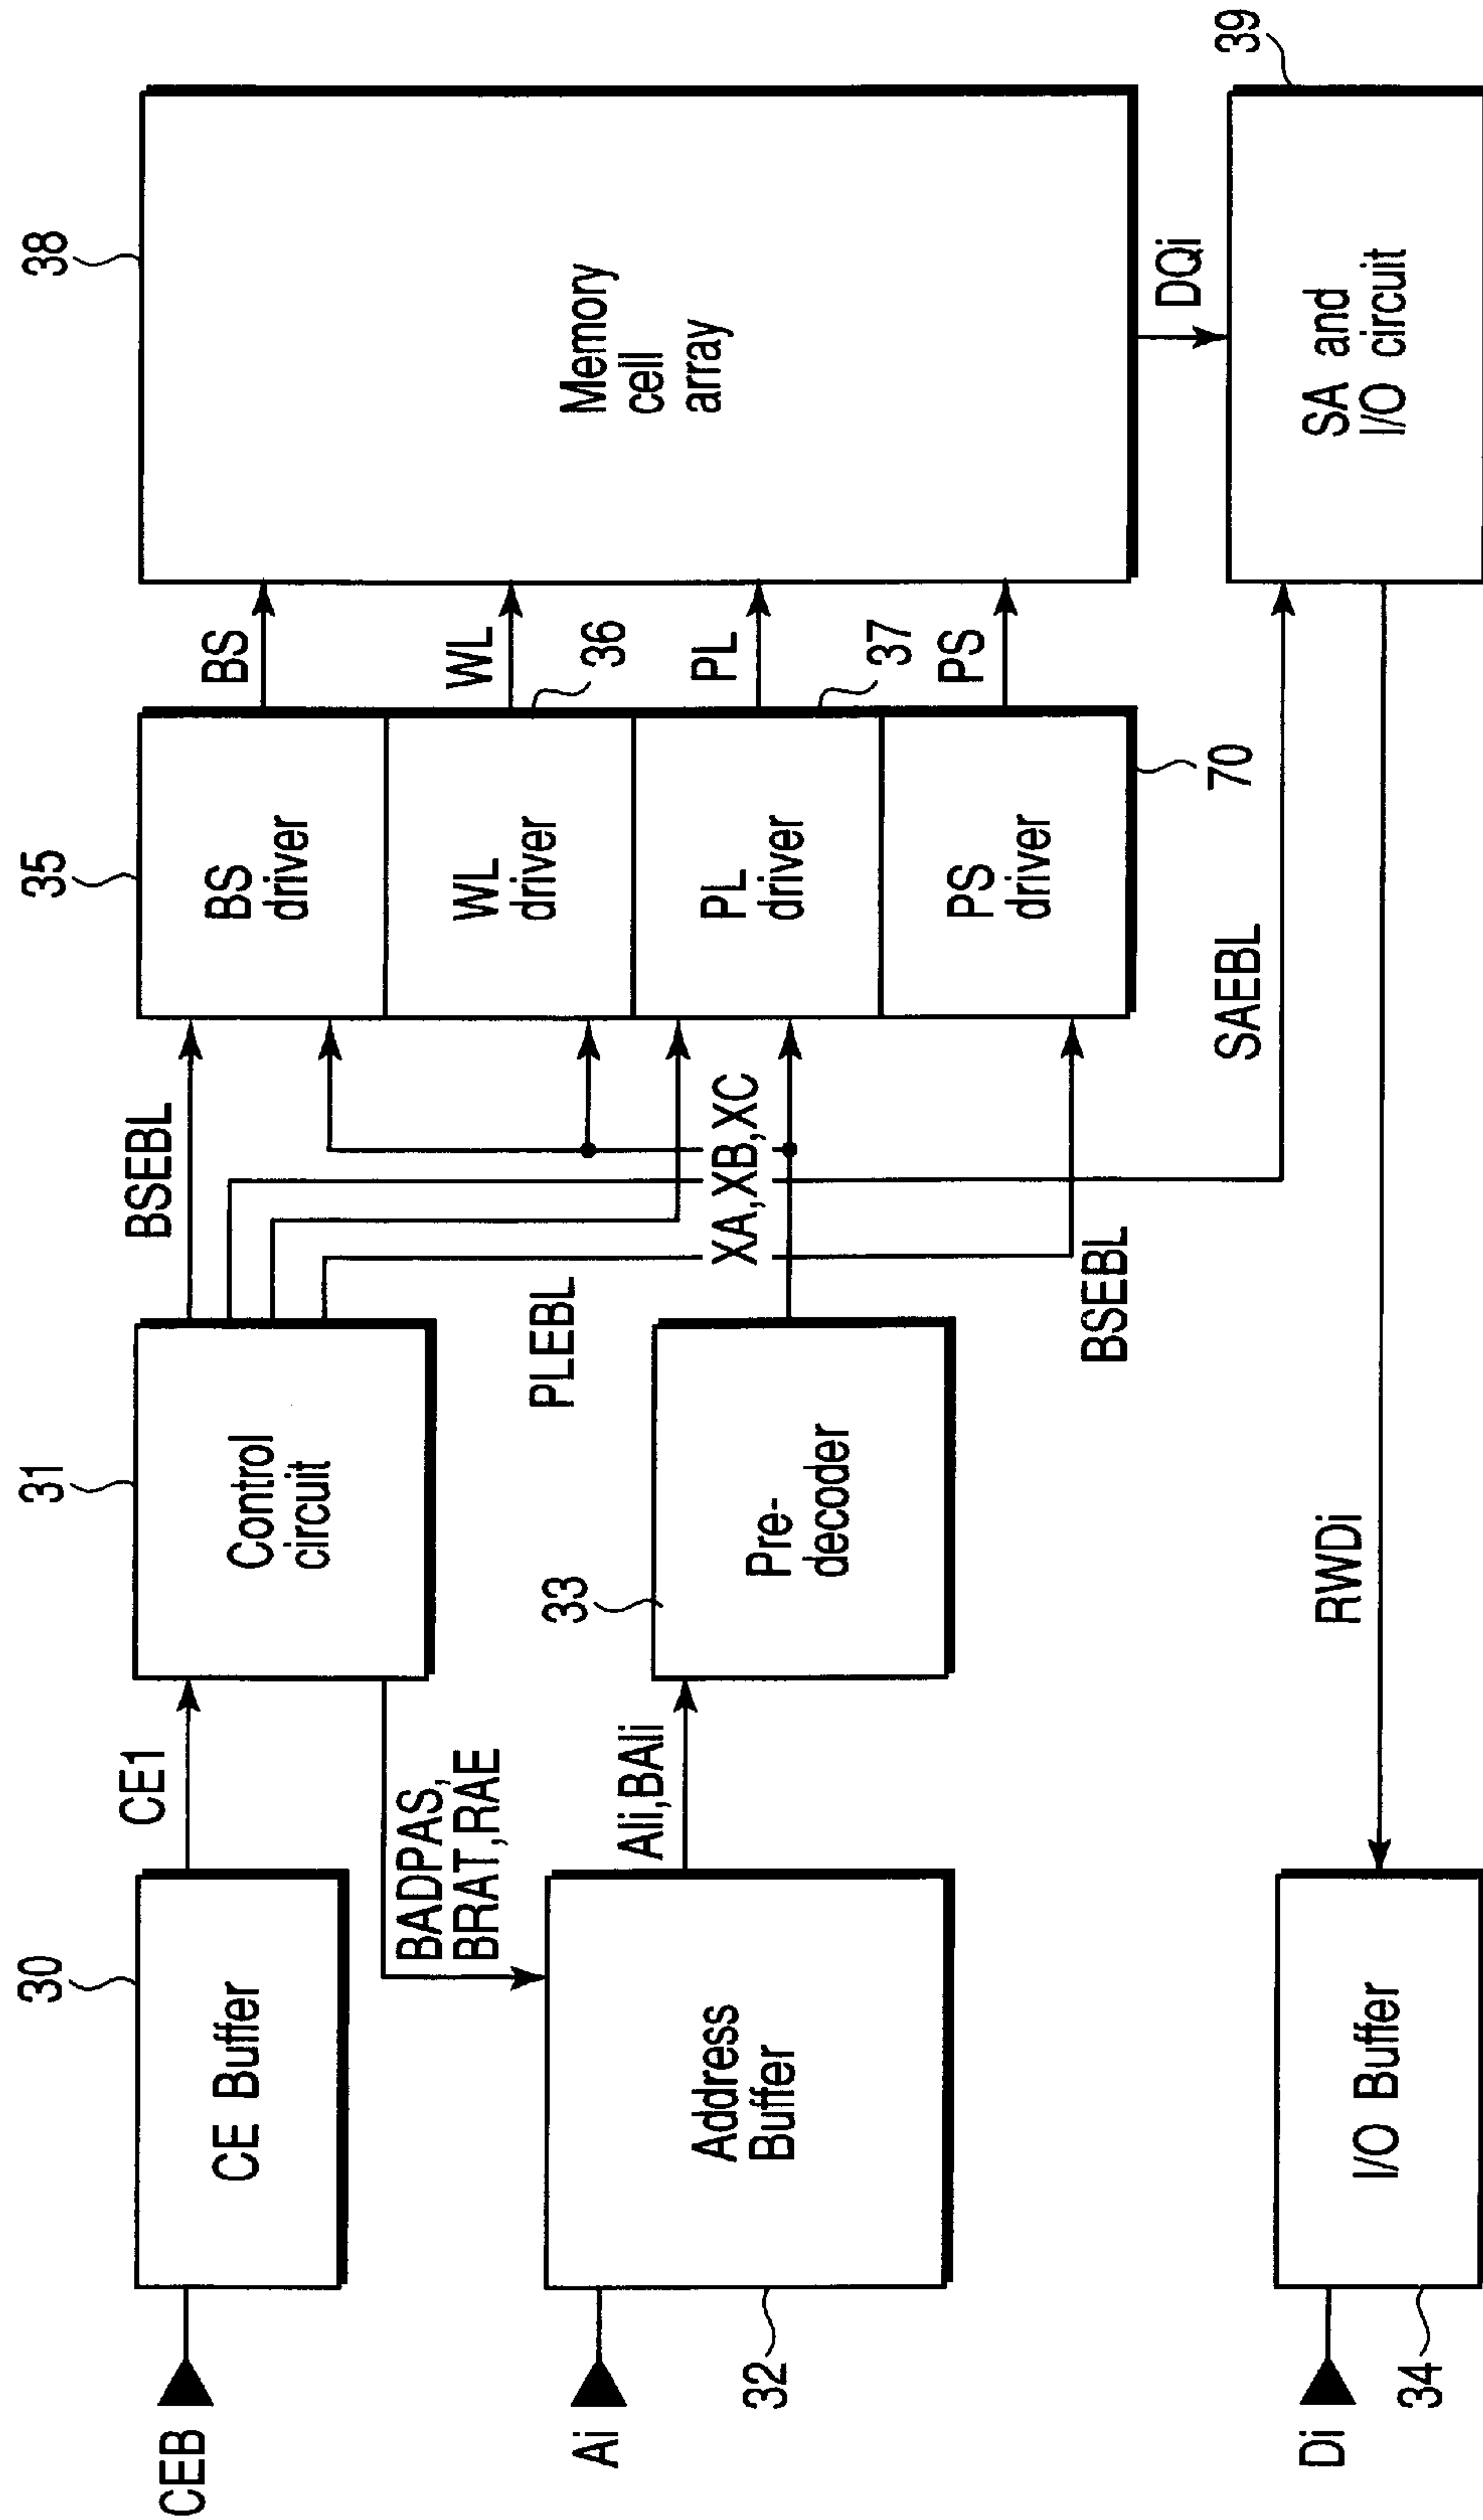 CEB
30
CE Buffer
CE1
31
Control
circuit
BADPAS,
BRAT,RAE
Ai
32
Address
Buffer
Aii,BAii
33
Pre-
decoder
BSEBL
PLEBL
XA,XB,XC
BSEBL
SAEBL
35
BS
driver
WL
driver
PL
driver
PS
driver
70
BS
WL
36
PL
37
PS
38
Memory
cell
array
DQi
39
SA and
I/O circuit
RWDi
Di
34
I/O Buffer